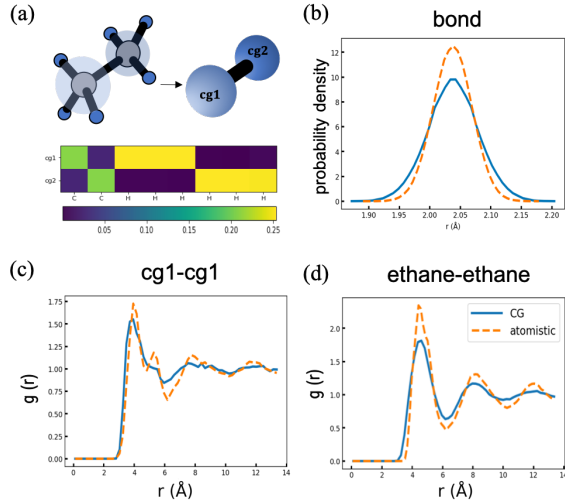 (a)
cg2
cg1
cg1
cg2
C C H H H H H H
0.05 0.10 0.15 0.20 0.25
(b)
bond
probability density
12
10
8
6
4
2
0
1.90 1.95 2.00 2.05 2.10 2.15 2.20
r (Å)
(c)
cg1-cg1
g (r)
1.75
1.50
1.25
1.00
0.75
0.50
0.25
0.00
0 2 4 6 8 10 12 14
r (Å)
(d)
ethane-ethane
CG
atomistic
g (r)
2.0
1.5
1.0
0.5
0.0
0 2 4 6 8 10 12 14
r (Å)